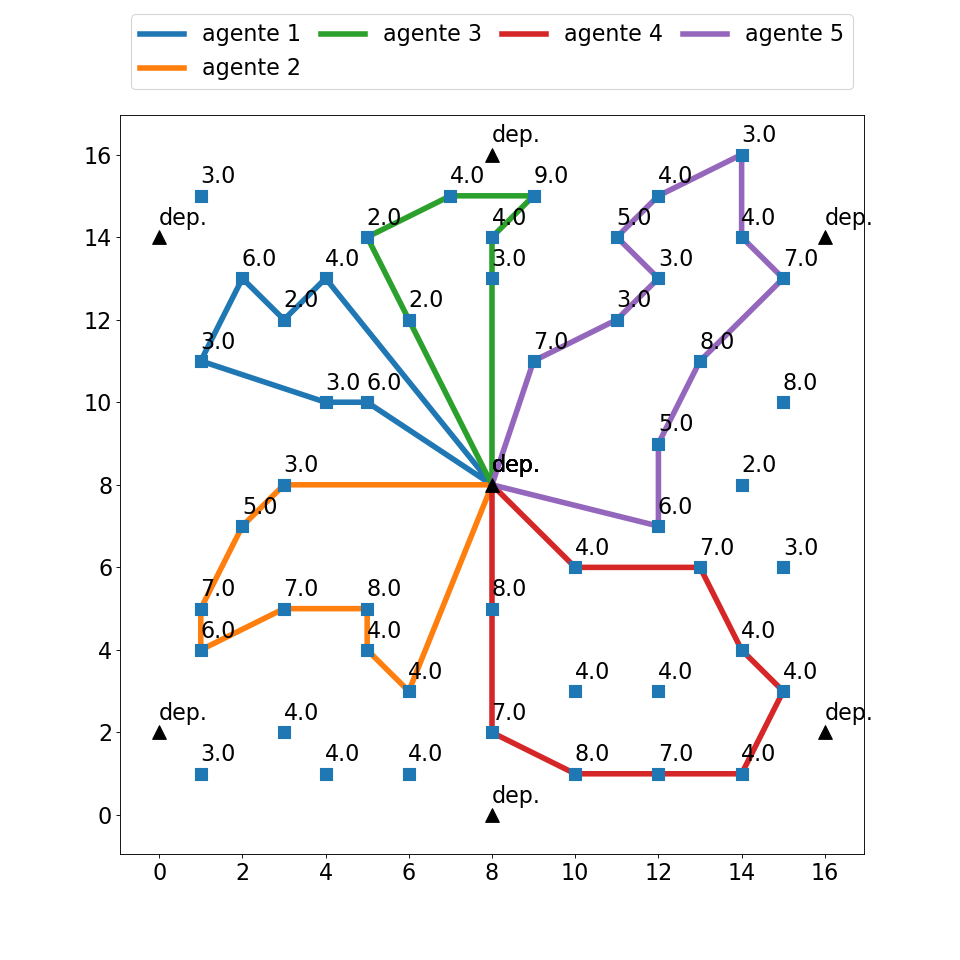 agente 1 agente 3 agente 4 agente 5
agente 2
dep. 3.0
16
3.0 4.0 9.0 4.0
dep. 2.0 4.0 5.0 4.0 dep.
14
6.0 4.0 3.0 3.0 7.0
2.0 2.0 3.0
12
3.0 7.0 8.0
3.0 6.0 8.0
10
5.0
3.0 dep. 2.0
8
5.0 6.0
4.0 7.0 3.0
6
7.0 7.0 8.0 8.0
6.0 4.0 4.0
4
4.0 4.0 4.0 4.0
dep. 4.0 7.0 dep.
2
3.0 4.0 4.0 8.0 7.0 4.0
dep.
0
0 2 4 6 8 10 12 14 16